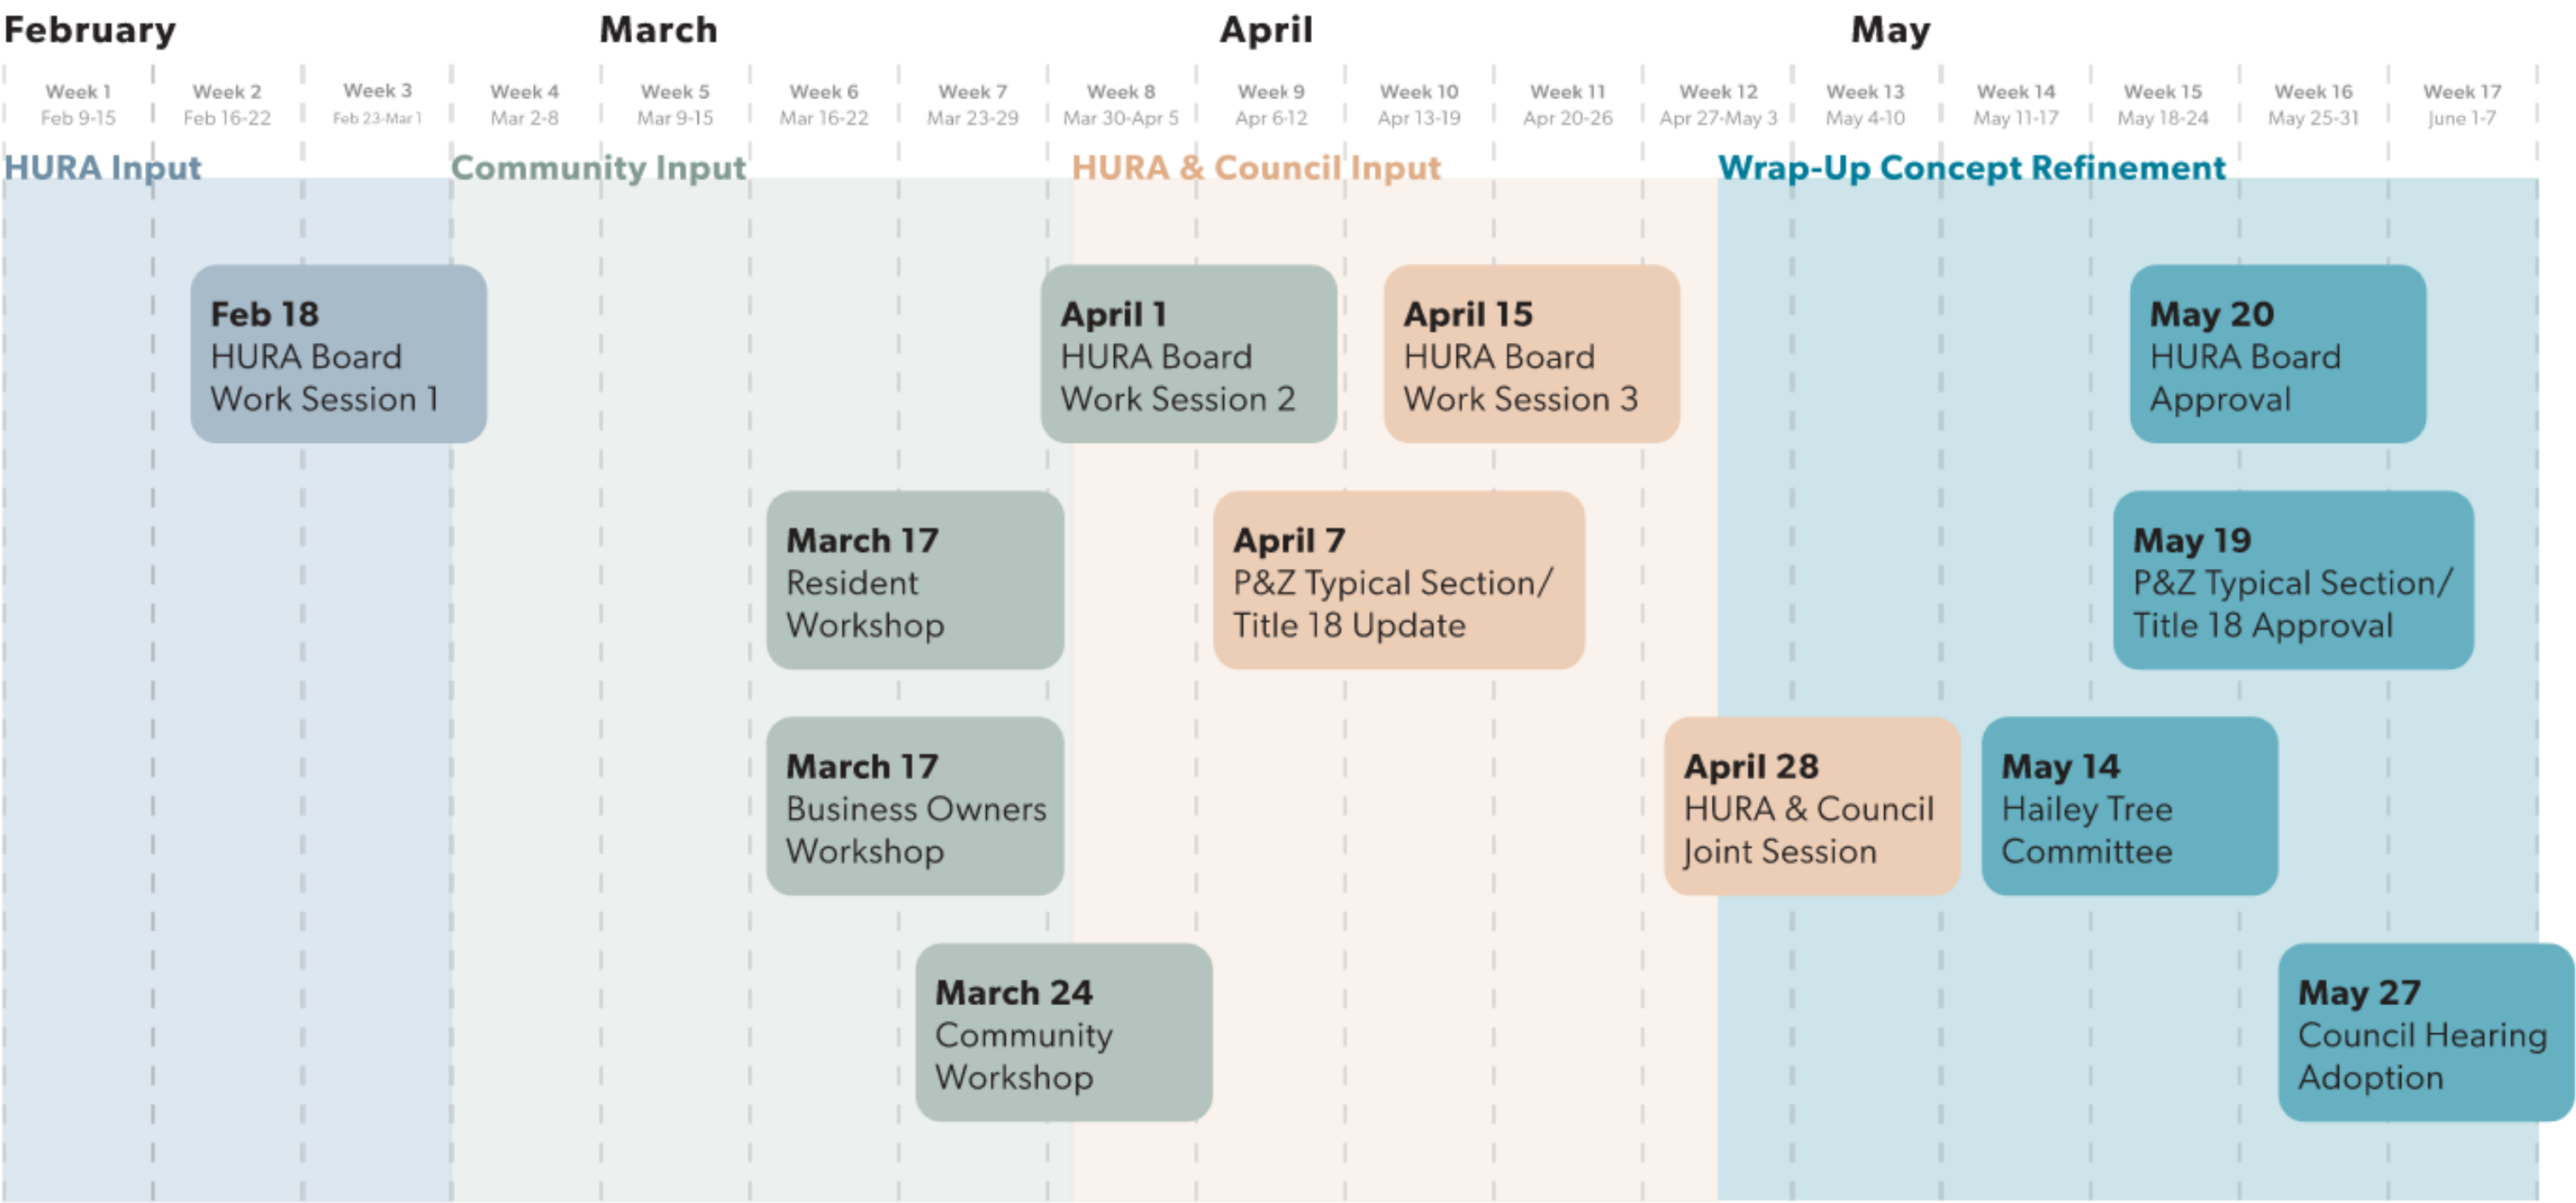 February
March
April
May
Week 1
Feb 9-15
Week 2
Feb 16-22
Week 3
Feb 23-Mar 1
Week 4
Mar 2-8
Week 5
Mar 9-15
Week 6
Mar 16-22
Week 7
Mar 23-29
Week 8
Mar 30-Apr 5
Week 9
Apr 6-12
Week 10
Apr 13-19
Week 11
Apr 20-26
Week 12
Apr 27-May 3
Week 13
May 4-10
Week 14
May 11-17
Week 15
May 18-24
Week 16
May 25-31
Week 17
June 1-7
HURA Input
Community Input
HURA & Council Input
Wrap-Up Concept Refinement
Feb 18
HURA Board
Work Session 1
April 1
HURA Board
Work Session 2
April 15
HURA Board
Work Session 3
May 20
HURA Board
Approval
March 17
Resident
Workshop
April 7
P&Z Typical Section/
Title 18 Update
May 19
P&Z Typical Section/
Title 18 Approval
March 17
Business Owners
Workshop
April 28
HURA & Council
Joint Session
May 14
Hailey Tree
Committee
March 24
Community
Workshop
May 27
Council Hearing
Adoption